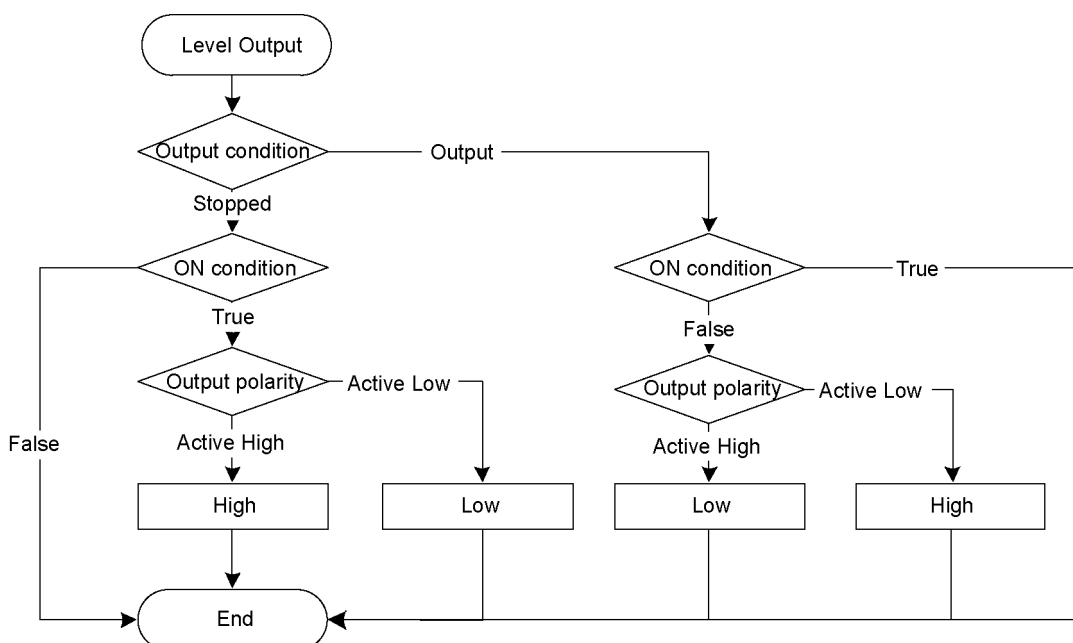 Level Output
Output condition
Output
Stopped
ON condition
ON condition
True
True
False
Output polarity
Active Low
Output polarity
Active Low
False
Active High
Active High
High
Low
Low
High
End